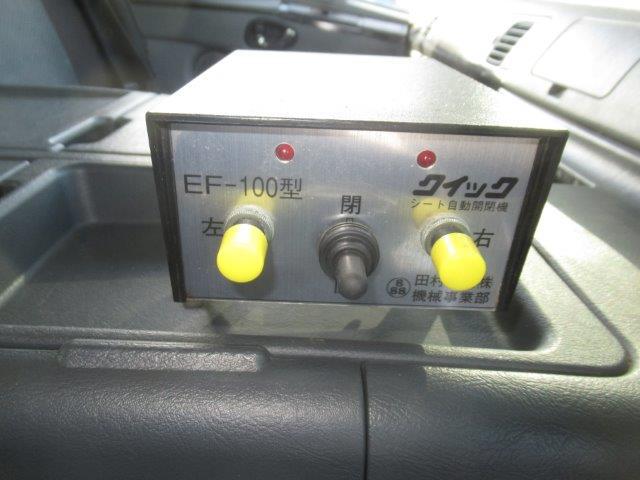 EF-100型
クイック
シート自動開閉機
左
閉
右
田村 ㈱
機械事業部